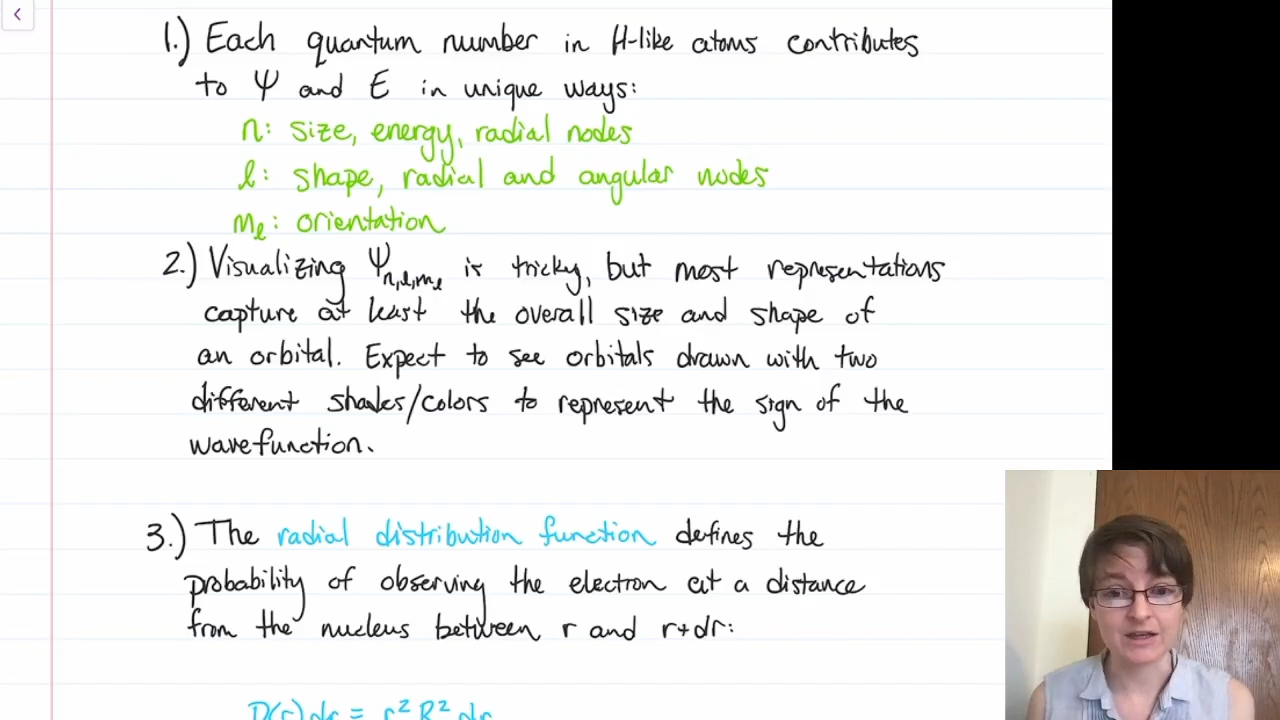 1.) Each quantum number in H-like atoms contributes
to Ψ and E in unique ways:
n: size, energy, radial nodes
l: shape, radial and angular nodes
mₗ: orientation
2.) Visualizing Ψn,l,mₗ is tricky, but most representations
capture at least the overall size and shape of
an orbital. Expect to see orbitals drawn with two
different shades/colors to represent the sign of the
wavefunction.
3.) The radial distribution function defines the
probability of observing the electron at a distance
from the nucleus between r and r+dr:
P(r)dr = r² R² dr